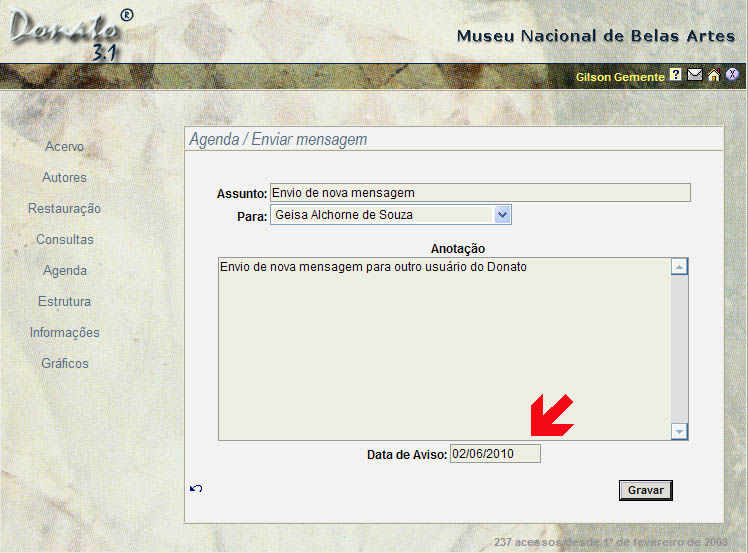 Donato ®
3.1
Museu Nacional de Belas Artes
Gilson Gemente ?
Agenda / Enviar mensagem
Acervo
Autores
Restauração
Consultas
Agenda
Estrutura
Informações
Gráficos
Assunto: Envio de nova mensagem
Para: Geisa Alchorne de Souza
Anotação
Envio de nova mensagem para outro usuário do Donato
Data de Aviso: 02/06/2010
Gravar
237 acessos desde 1º de fevereiro de 2008